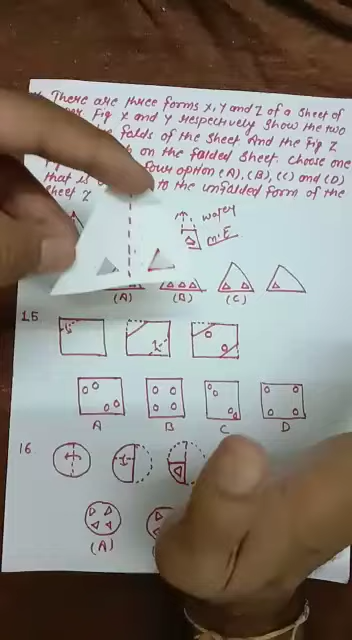 There are three forms X, Y and Z of a sheet of
Fig X and Y respectively show the two
folds of the sheet and the Fig Z
on the folded sheet. Choose one
four option (A), (B), (C) and (D)
that is to the unfolded form of the
sheet Z
(A) (B) (C)
15
A B C D
16
(A)